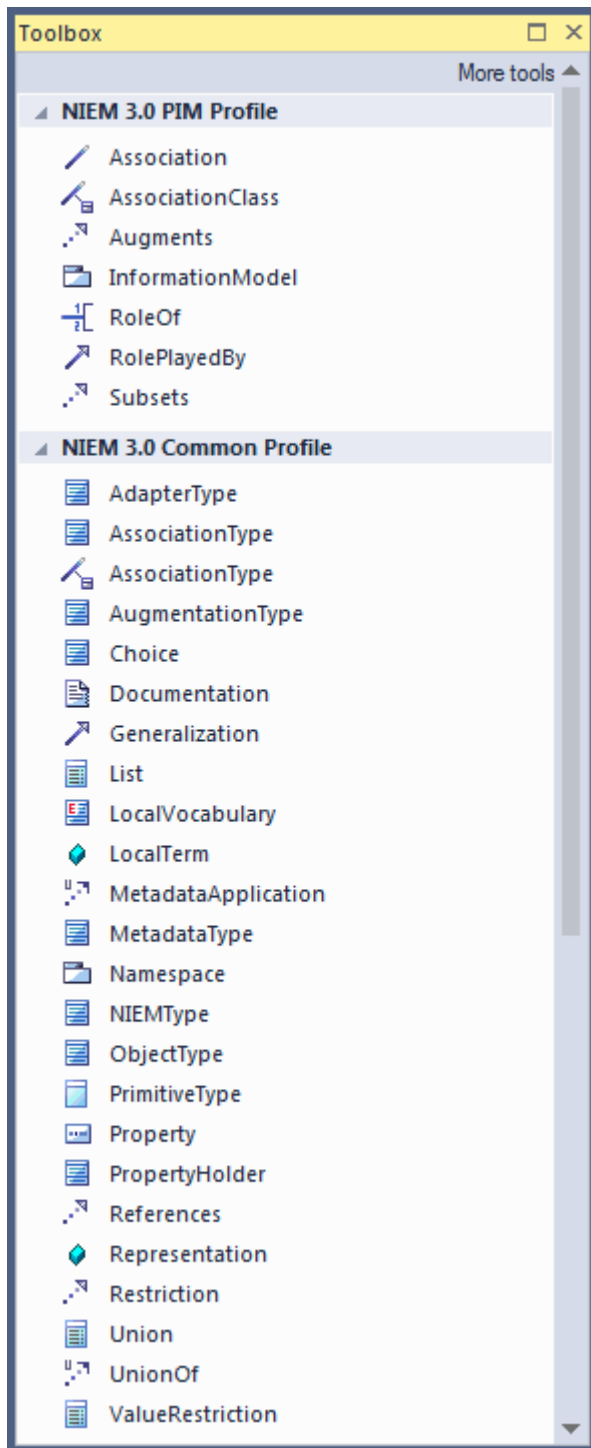 Toolbox
More tools
NIEM 3.0 PIM Profile
Association
AssociationClass
Augments
InformationModel
RoleOf
RolePlayedBy
Subsets
NIEM 3.0 Common Profile
AdapterType
AssociationType
AssociationType
AugmentationType
Choice
Documentation
Generalization
List
LocalVocabulary
LocalTerm
MetadataApplication
MetadataType
Namespace
NIEMType
ObjectType
PrimitiveType
Property
PropertyHolder
References
Representation
Restriction
Union
UnionOf
ValueRestriction